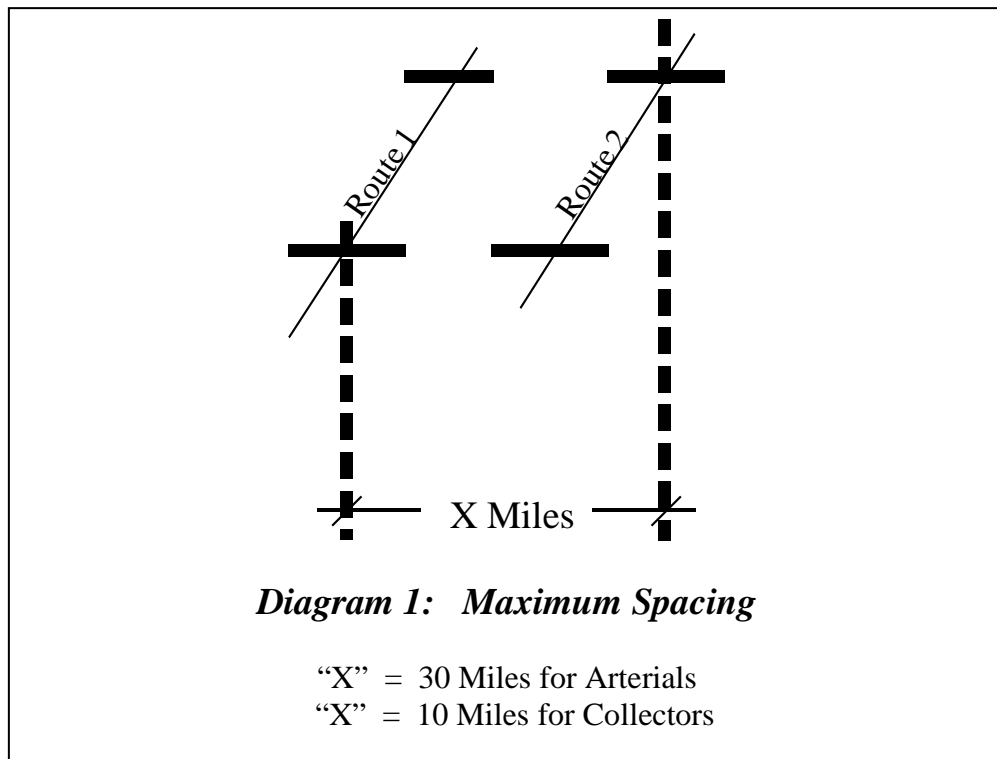 Route 1
Route 2
X Miles
Diagram 1: Maximum Spacing
“X” = 30 Miles for Arterials
“X” = 10 Miles for Collectors